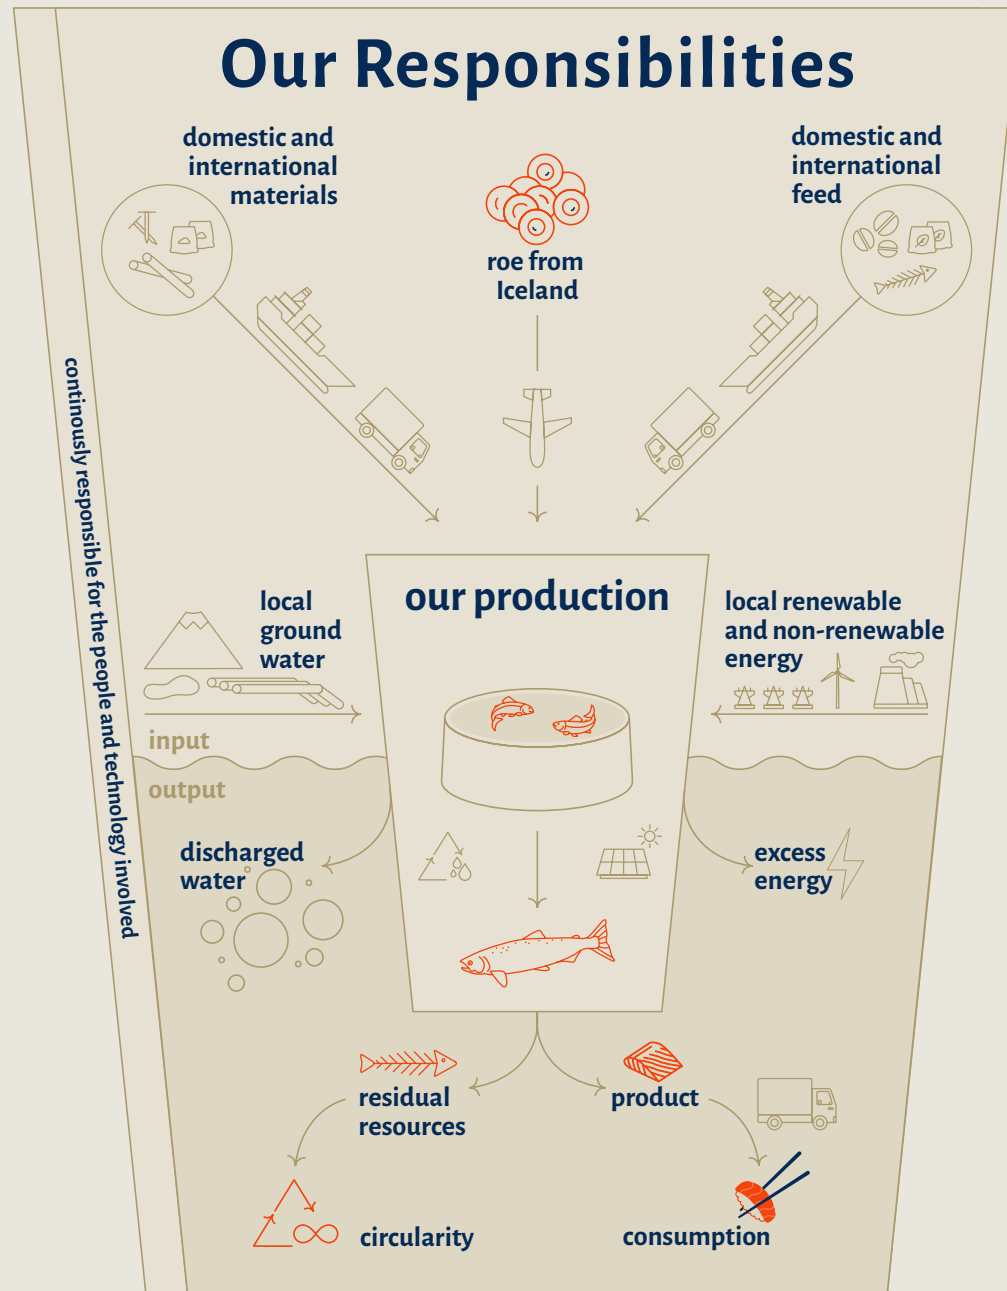 Our Responsibilities
domestic and
international
materials
roe from
Iceland
domestic and
international
feed
continously responsible for the people and technology involved
our production
local
ground
water
local renewable
and non-renewable
energy
input
output
discharged
water
excess
energy
residual
resources
product
circularity
consumption